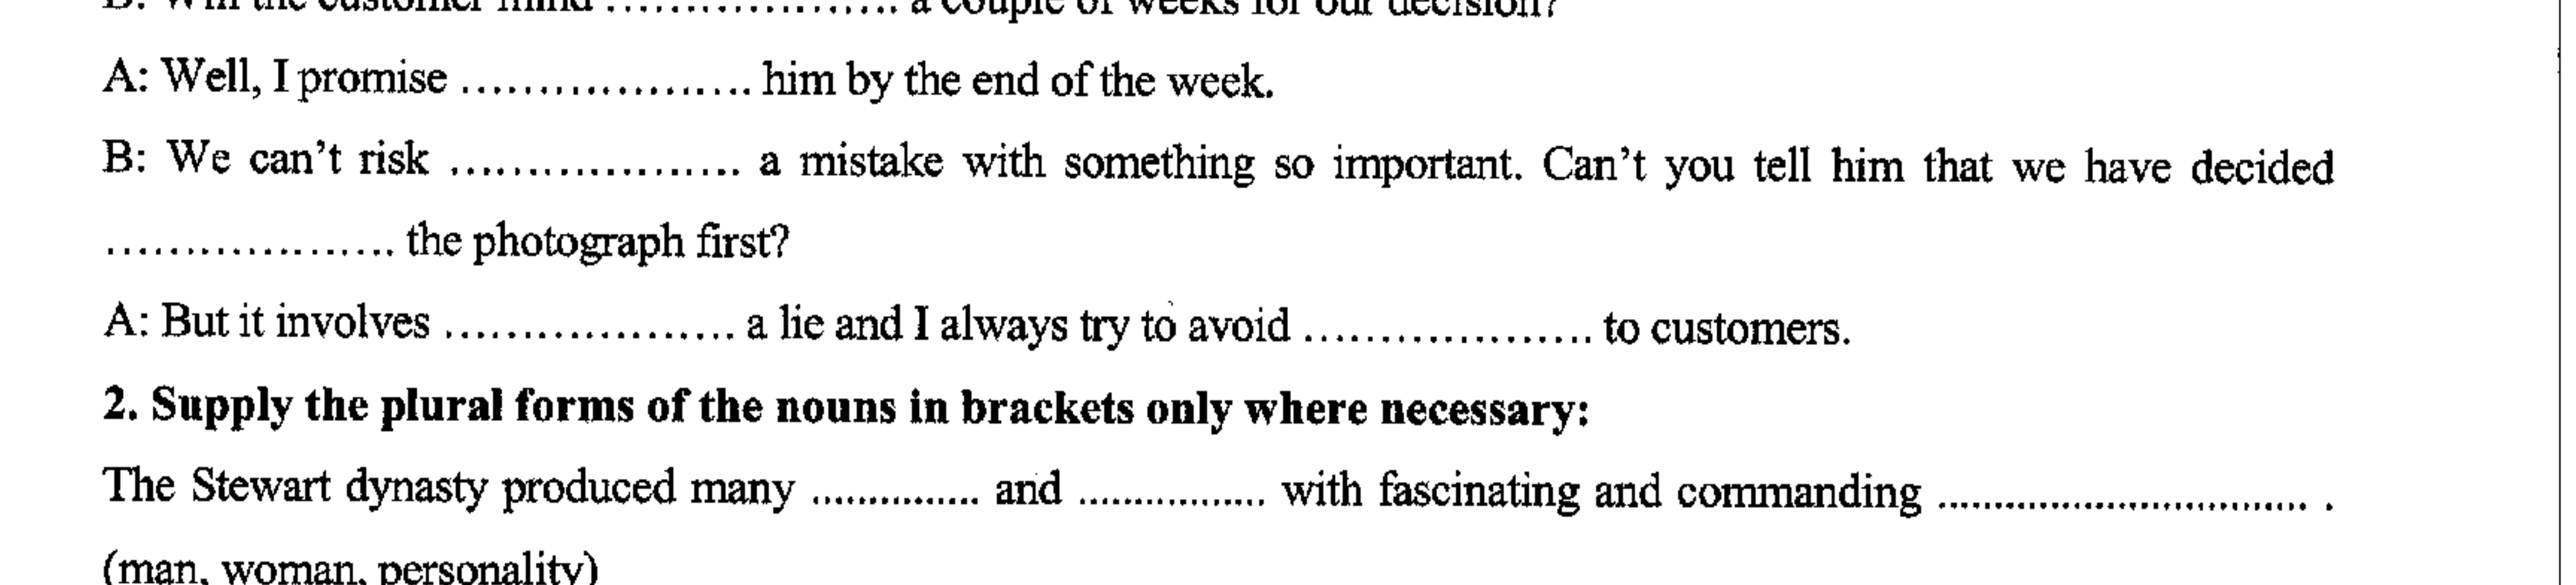 B: Will the customer mind .................... a couple of weeks for our decision?
A: Well, I promise ................... him by the end of the week.
B: We can't risk ................... a mistake with something so important. Can't you tell him that we have decided
................... the photograph first?
A: But it involves ................... a lie and I always try to avoid ................... to customers.
2. Supply the plural forms of the nouns in brackets only where necessary:
The Stewart dynasty produced many ............... and ................. with fascinating and commanding ................................. .
(man, woman, personality)